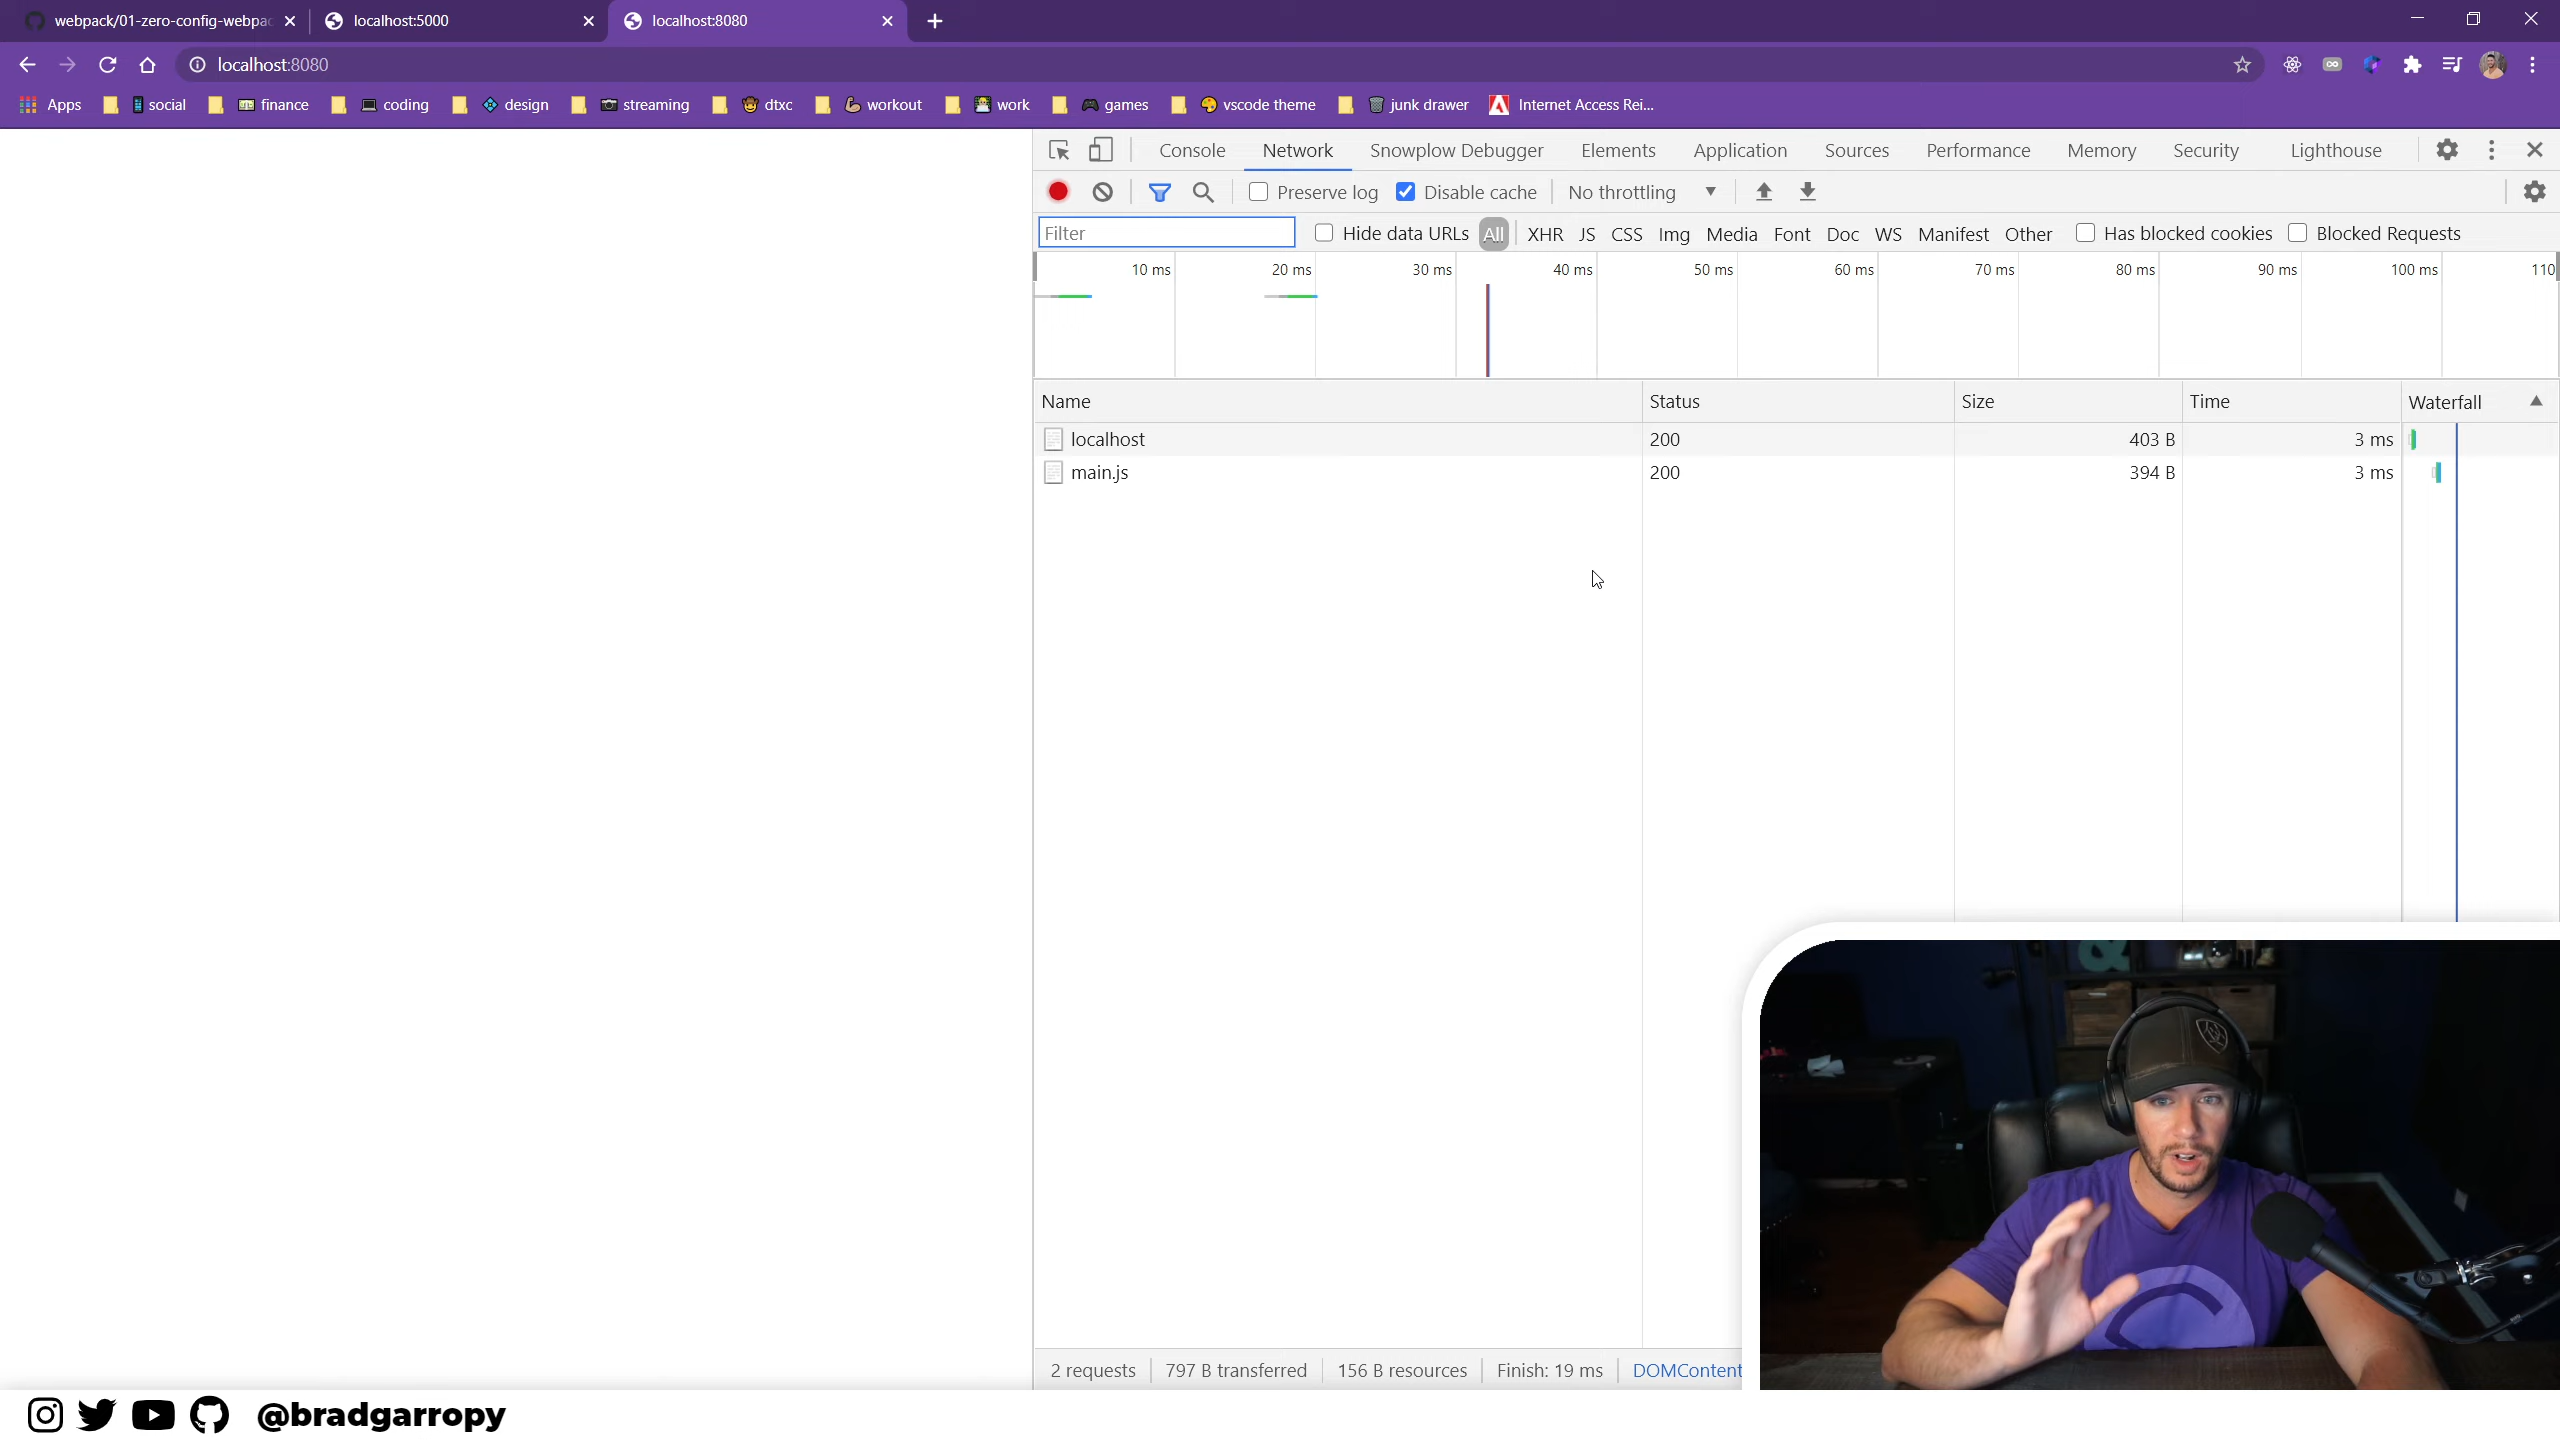 webpack/01-zero-config-webpac
localhost:5000
localhost:8080
localhost:8080
Apps
social
finance
coding
design
streaming
dtxc
workout
work
games
vscode theme
junk drawer
Internet Access Rei...
Console
Network
Snowplow Debugger
Elements
Application
Sources
Performance
Memory
Security
Lighthouse
Preserve log
Disable cache
No throttling
Filter
Hide data URLs
All
XHR
JS
CSS
Img
Media
Font
Doc
WS
Manifest
Other
Has blocked cookies
Blocked Requests
10 ms
20 ms
30 ms
40 ms
50 ms
60 ms
70 ms
80 ms
90 ms
100 ms
110
Name
Status
Size
Time
Waterfall
localhost
200
403 B
3 ms
main.js
200
394 B
3 ms
2 requests
797 B transferred
156 B resources
Finish: 19 ms
DOMContent
@bradgarropy